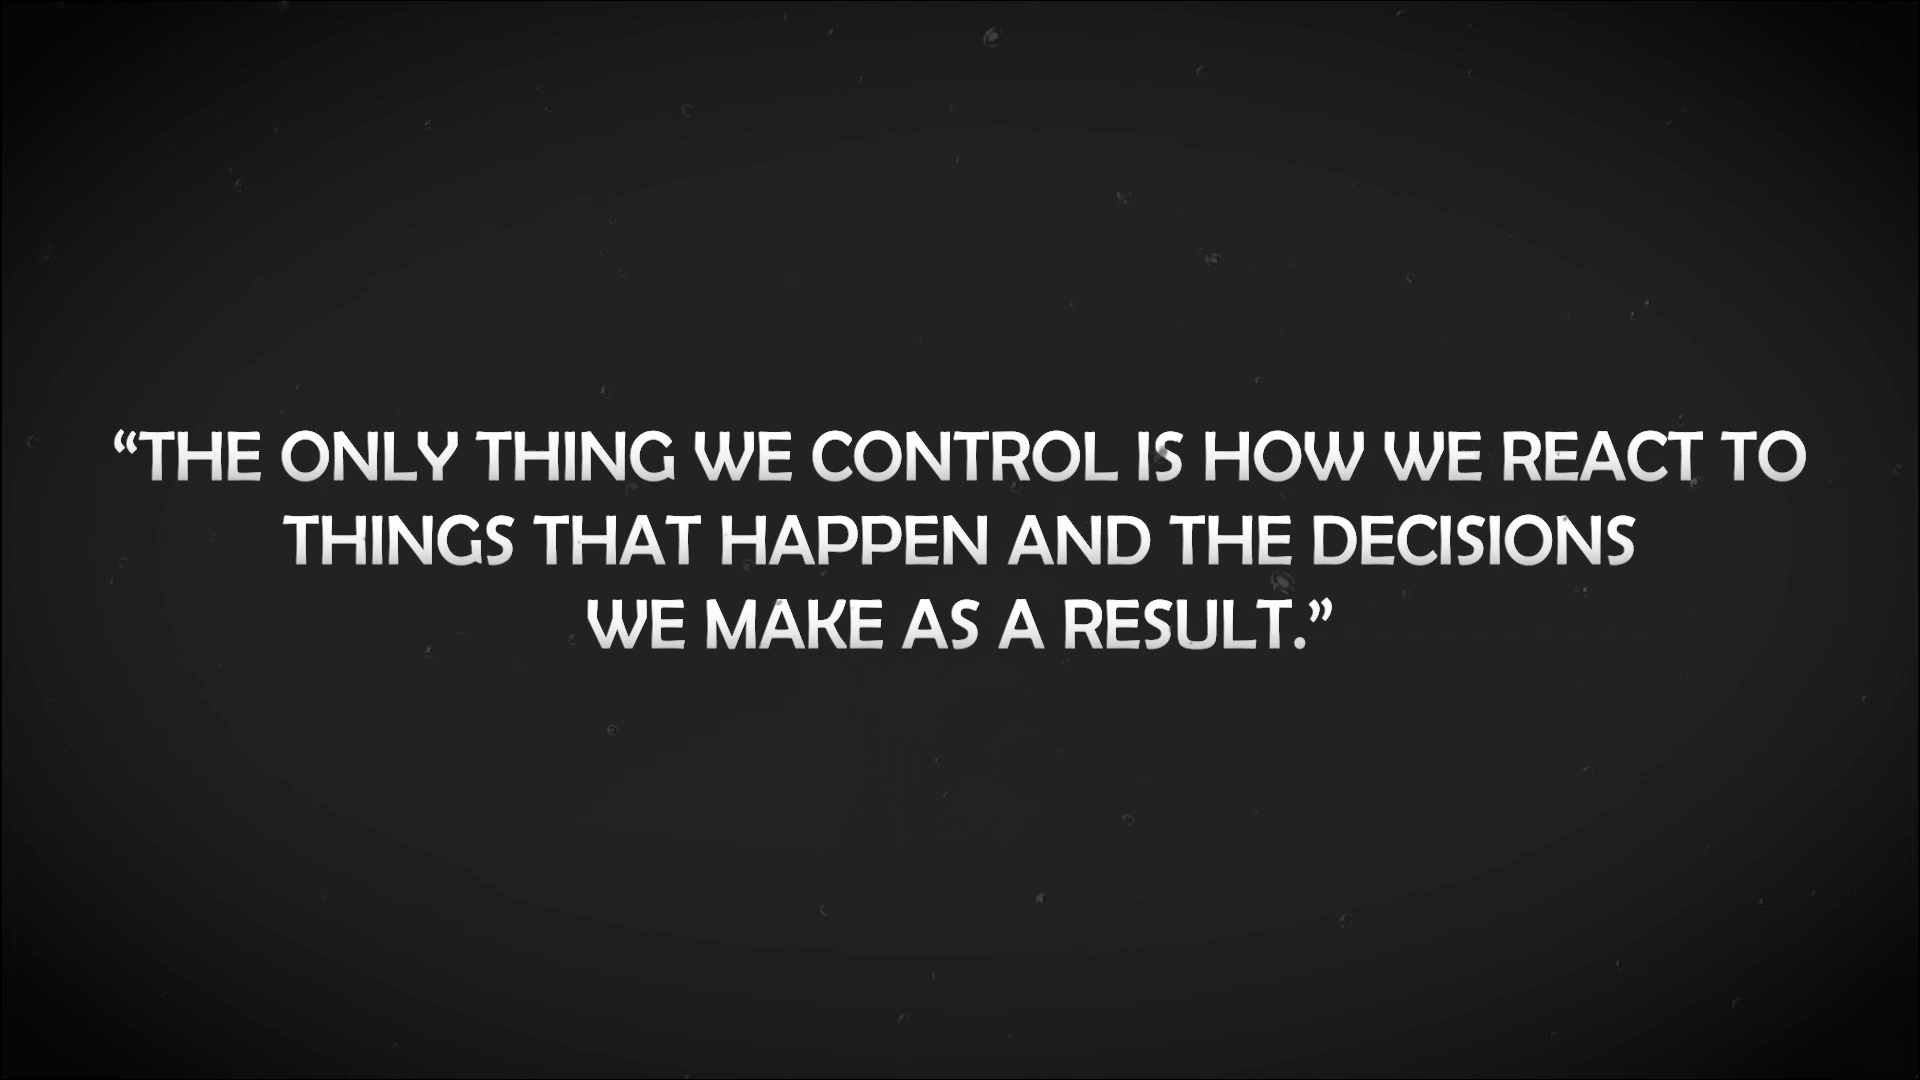 “THE ONLY THING WE CONTROL IS HOW WE REACT TO
THINGS THAT HAPPEN AND THE DECISIONS
WE MAKE AS A RESULT.”